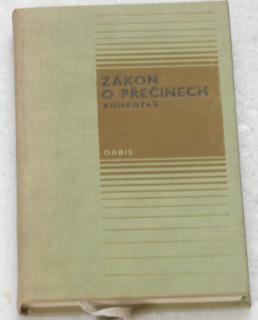 ZÁKON
O PŘEČINECH
KOMENTÁŘ
ORBIS